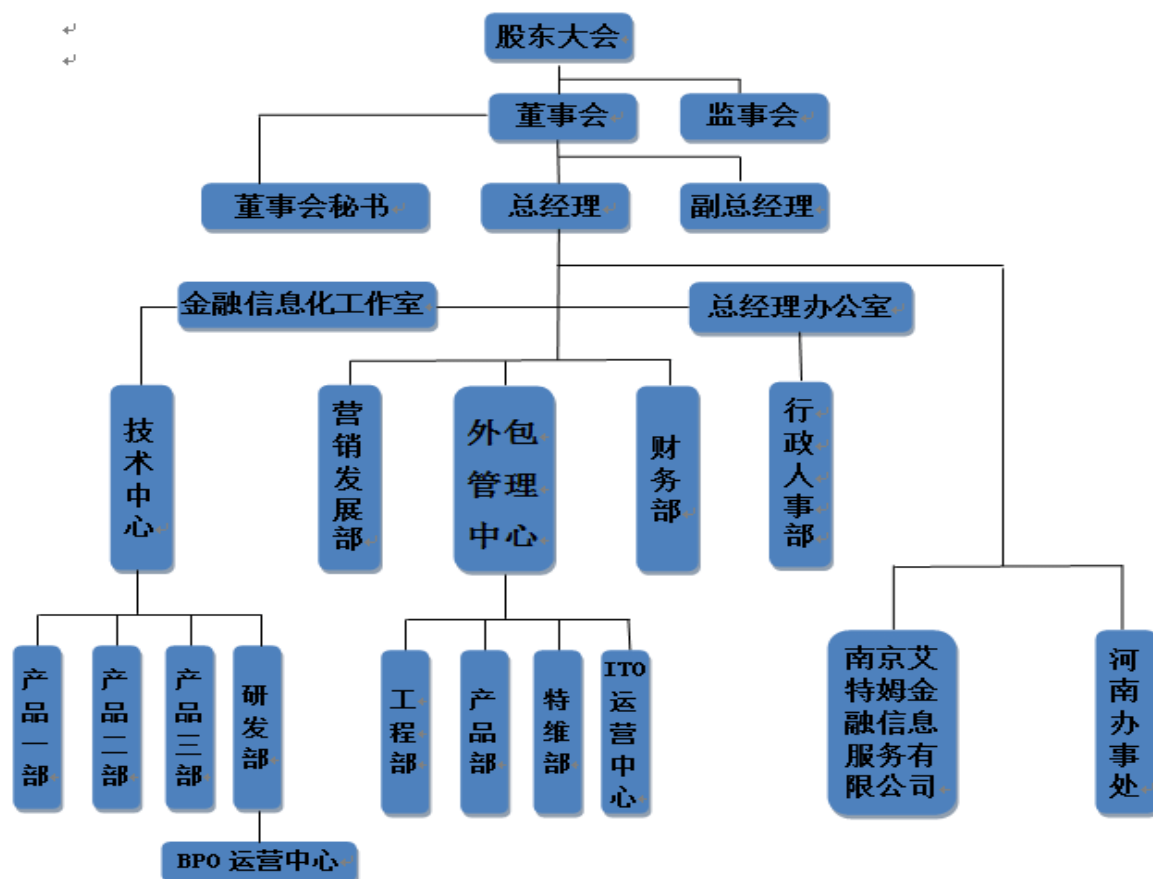 股东大会
董事会
监事会
董事会秘书
总经理
副总经理
金融信息化工作室
总经理办公室
技术中心
营销发展部
外包
管理
中心
财务部
行政人事部
产品一部
产品二部
产品三部
研发部
工程部
产品部
特维部
ITO
运营中心
南京艾
特姆金
融信息
服务有
限公司
河南办事处
BPO 运营中心